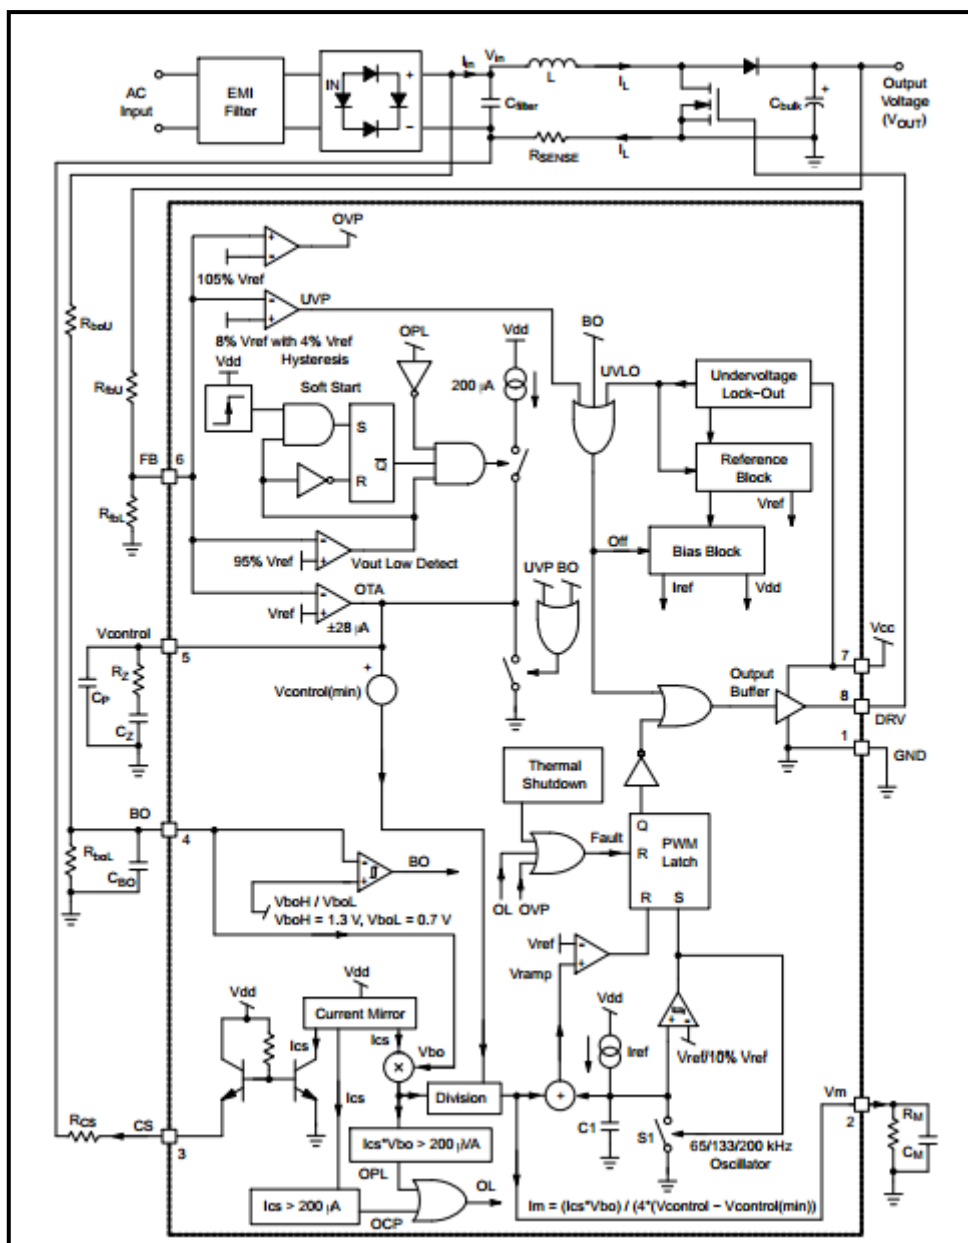 AC
Input
EMI
Filter
IN
+
−
Iin
Vin
Cfilter
L
IL
RSENSE
IL
Cbulk
+
Output
Voltage
(VOUT)
OVP
+
−
105% Vref
RboU
−
+
UVP
8% Vref with 4% Vref
Hysteresis
Vdd
Soft Start
OPL
Vdd
200 µA
BO
UVLO
Undervoltage
Lock−Out
Reference
Block
Vref
RfbU
S
R
Q
FB
6
RfbL
−
+
95% Vref
Vout Low Detect
Off
Bias Block
Iref
Vdd
UVP BO
−
+
OTA
Vref
±28 µA
Vcontrol
5
RZ
CP
CZ
+
Vcontrol(min)
Vcc
7
Output
Buffer
8
DRV
1
GND
Thermal
Shutdown
Fault
OL
OVP
Q
R
PWM
Latch
R
S
BO
4
RboL
CBO
−
+
BO
VboH / VboL
VboH = 1.3 V, VboL = 0.7 V
Vref
−
+
Vramp
Vdd
Iref
+
−
Vref/10% Vref
Vdd
Vdd
Current Mirror
Ics
Ics
Vbo
×
Ics
Division
+
C1
S1
65/133/200 kHz
Oscillator
Vm
2
RM
CM
RCS
CS
3
Ics*Vbo > 200 µVA
OPL
OL
Ics > 200 µA
OCP
Im = (Ics*Vbo) / (4*(Vcontrol − Vcontrol(min))